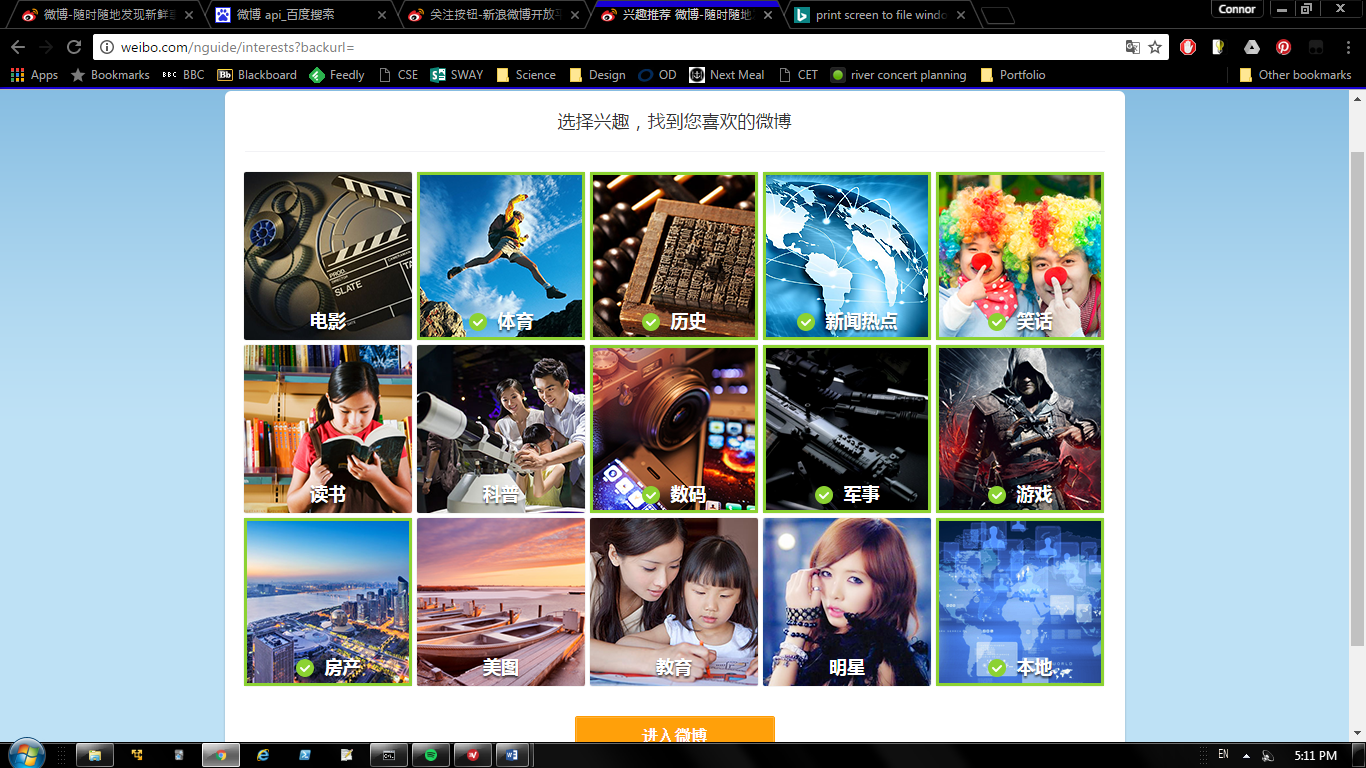 微博-随时随地发现新鲜事
微博 api_百度搜索
关注按钮-新浪微博开放平
兴趣推荐 微博-随时随地
print screen to file windo
Connor
weibo.com/nguide/interests?backurl=
Apps
Bookmarks
BBC BBC
Bb Blackboard
Feedly
CSE
SWAY
Science
Design
OD
Next Meal
CET
river concert planning
Portfolio
Other bookmarks
选择兴趣，找到您喜欢的微博
PROD
DIRECTOR
SLATE
TA
电影
体育
历史
新闻热点
笑话
读书
科普
数码
军事
游戏
房产
美图
教育
明星
本地
进入微博
EN
5:11 PM